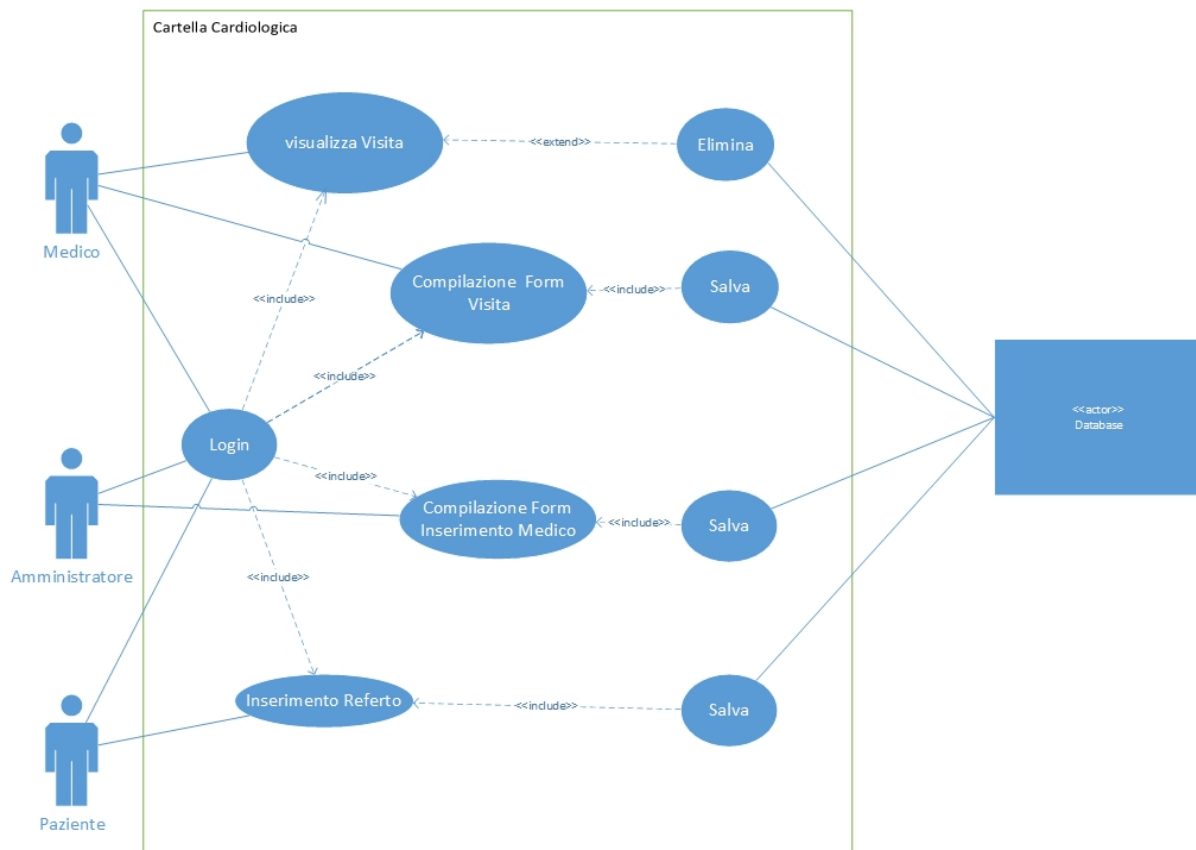 Cartella Cardiologica
visualizza Visita
<<extend>>
Elimina
Medico
Compilazione Form
Visita
<<include>>
Salva
<<include>>
<<include>>
<<actor>>
Database
Login
<<include>>
Compilazione Form
Inserimento Medico
<<include>>
Salva
Amministratore
<<include>>
Inserimento Referto
<<include>>
Salva
Paziente